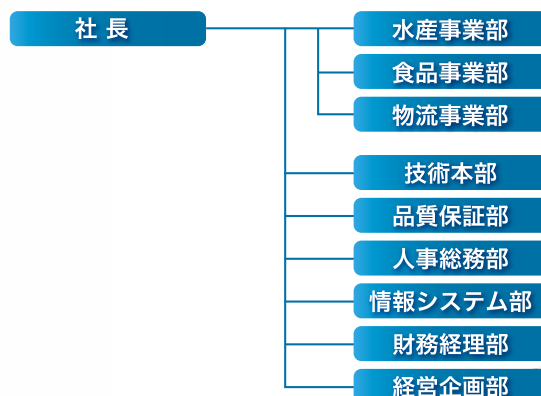 社長
水産事業部
食品事業部
物流事業部
技術本部
品質保証部
人事総務部
情報システム部
財務経理部
経営企画部